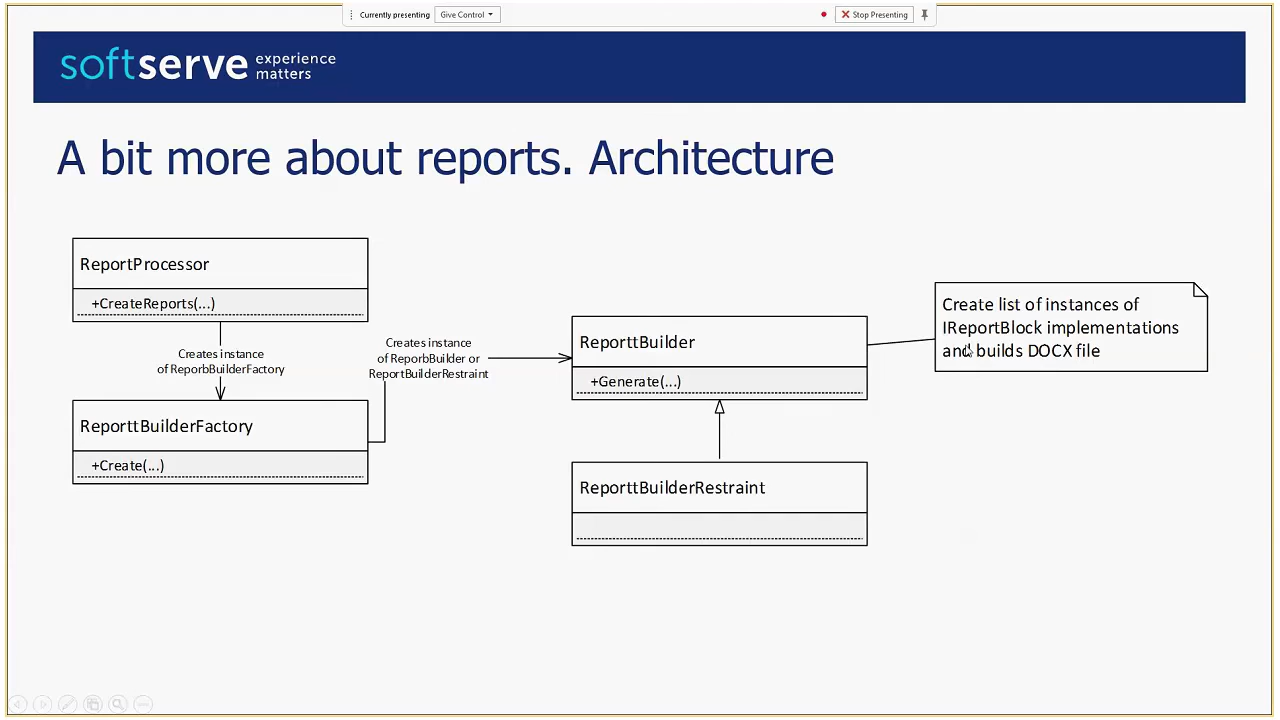 Currently presenting Give Control Stop Presenting
softserve experience matters
A bit more about reports. Architecture
ReportProcessor
+CreateReports(...)
Creates instance
of ReporbBuilderFactory
ReporttBuilderFactory
+Create(...)
Creates instance
of ReporbBuilder or
ReportBuilderRestraint
ReporttBuilder
+Generate(...)
ReporttBuilderRestraint
Create list of instances of
IReportBlock implementations
and builds DOCX file